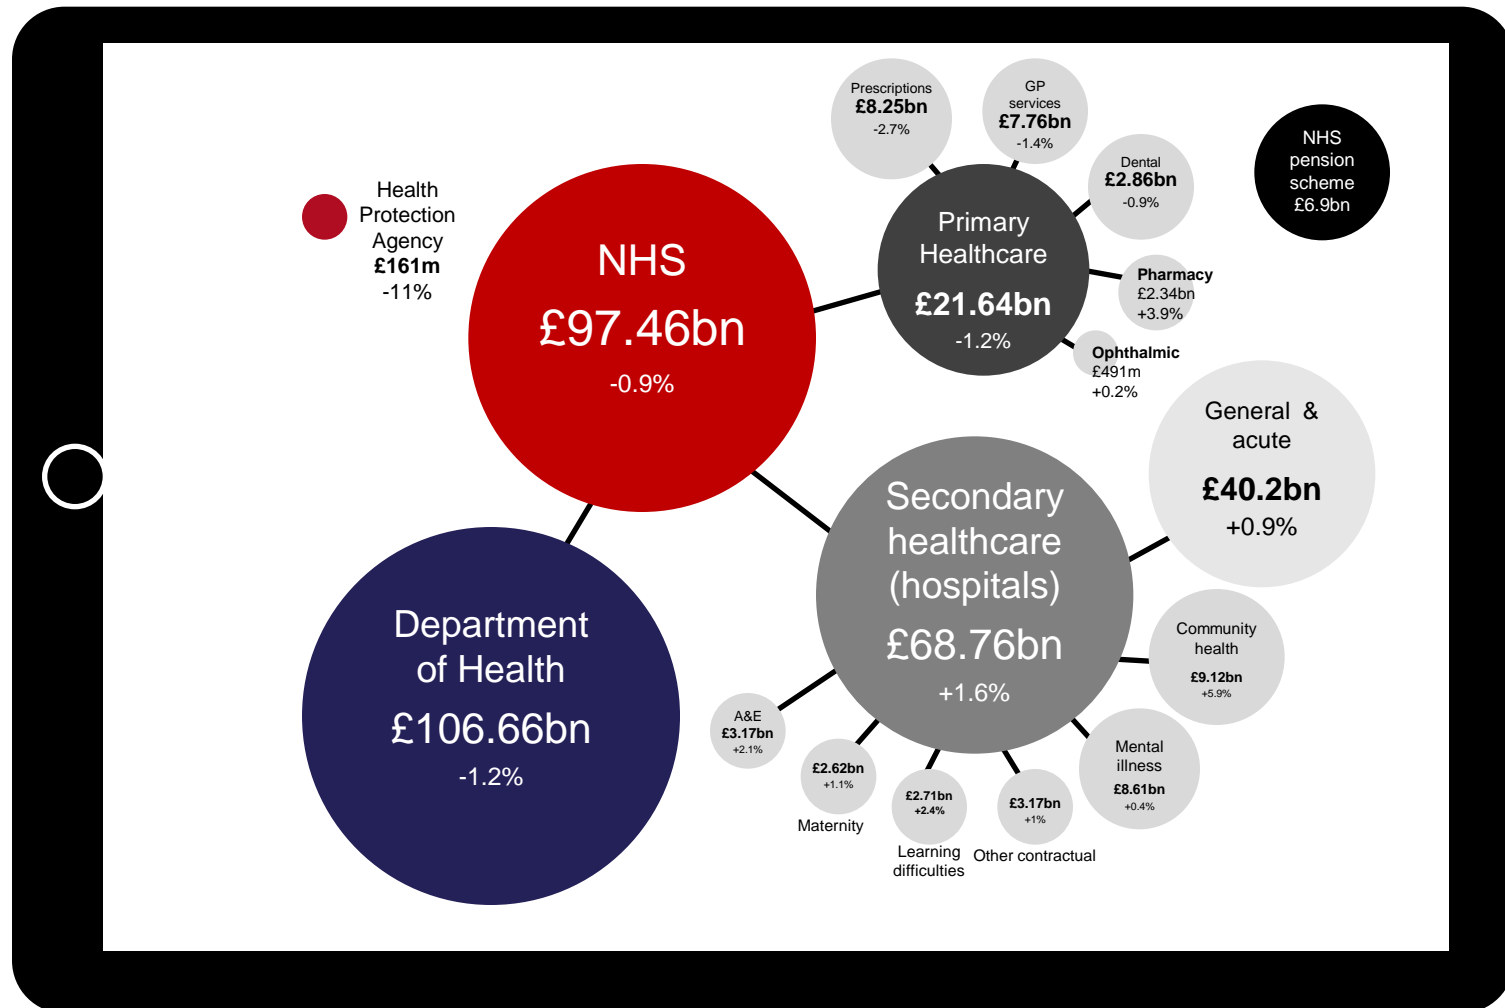 Health
Protection
Agency
£161m
-11%
NHS
£97.46bn
-0.9%
Department
of Health
£106.66bn
-1.2%
Primary
Healthcare
£21.64bn
-1.2%
Prescriptions
£8.25bn
-2.7%
GP
services
£7.76bn
-1.4%
Dental
£2.86bn
-0.9%
Pharmacy
£2.34bn
+3.9%
Ophthalmic
£491m
+0.2%
NHS
pension
scheme
£6.9bn
Secondary
healthcare
(hospitals)
£68.76bn
+1.6%
General & 
acute
£40.2bn
+0.9%
Community
health
£9.12bn
+5.9%
Mental
illness
£8.61bn
+0.4%
£3.17bn
+1%
Other contractual
£2.71bn
+2.4%
Learning
difficulties
£2.62bn
+1.1%
Maternity
A&E
£3.17bn
+2.1%